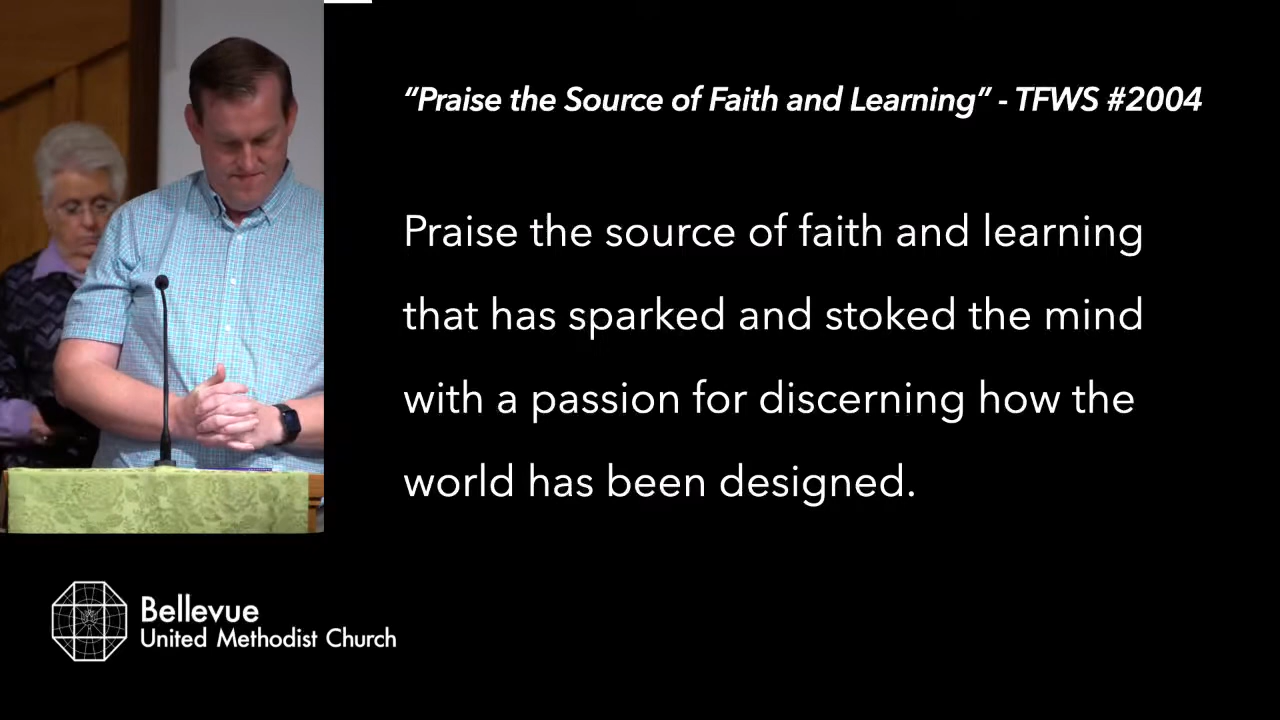 “Praise the Source of Faith and Learning” - TFWS #2004
Praise the source of faith and learning
that has sparked and stoked the mind
with a passion for discerning how the
world has been designed.
Bellevue
United Methodist Church